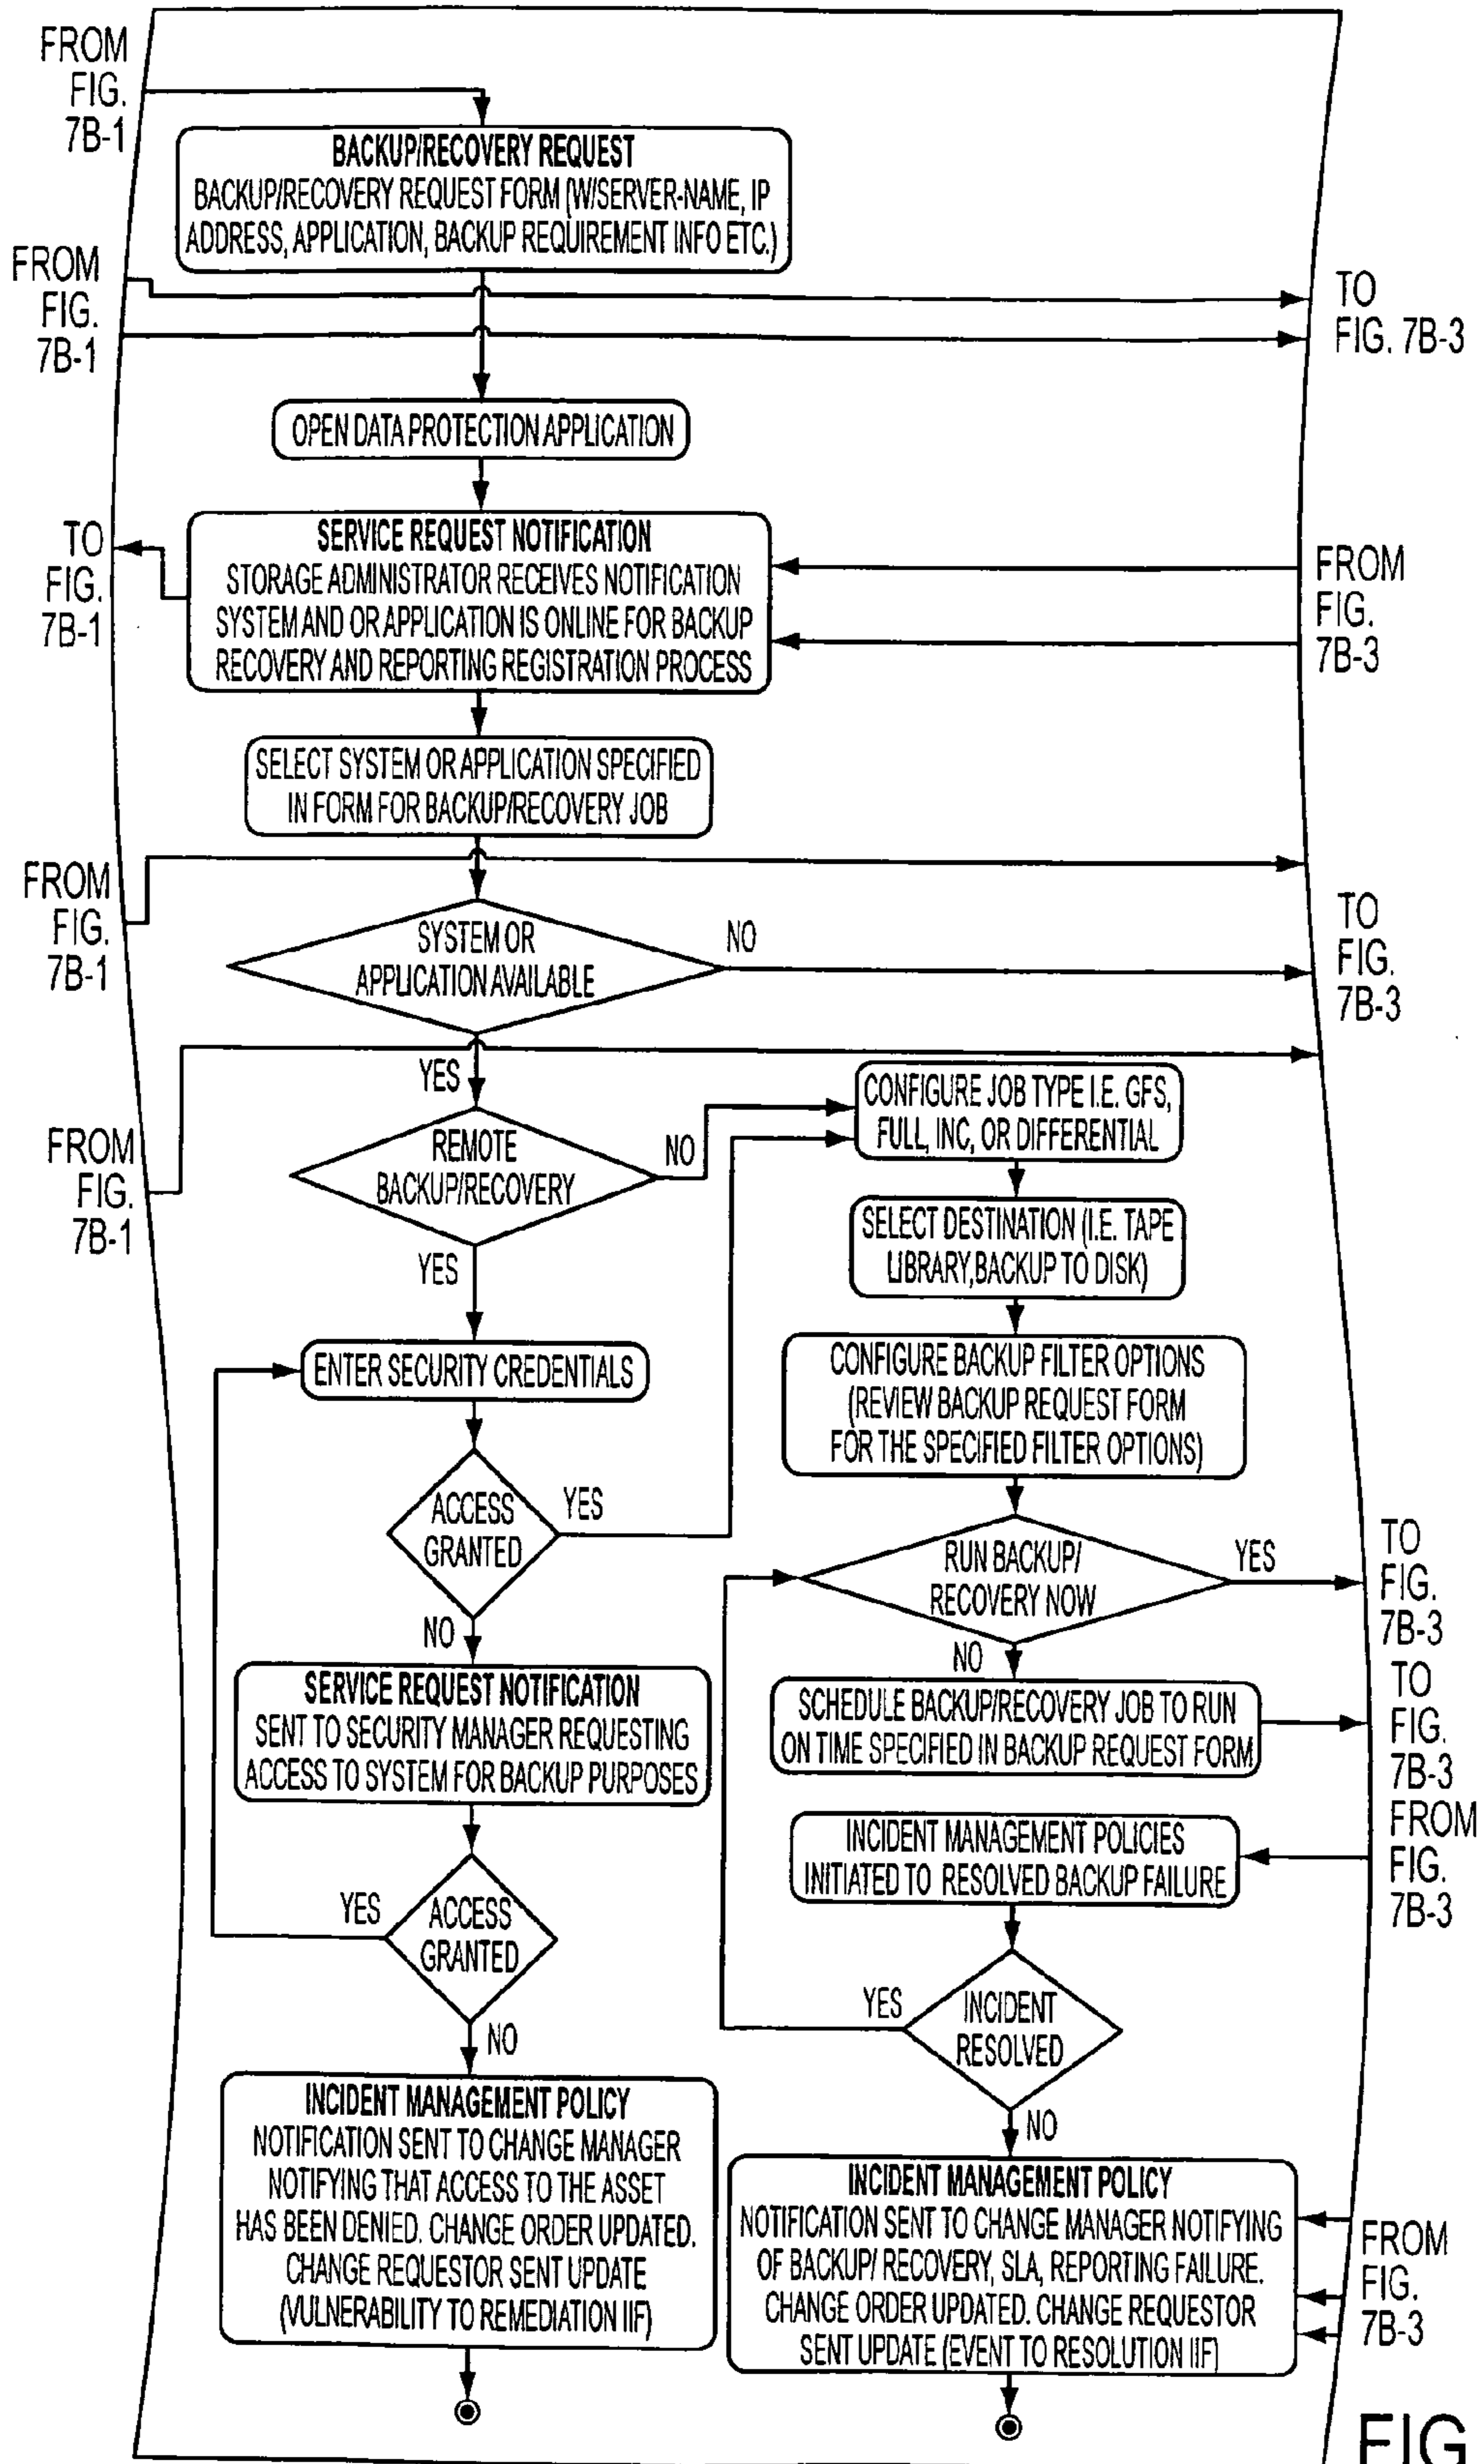 FROM
FIG.
7B-1
BACKUP/RECOVERY REQUEST
BACKUP/RECOVERY REQUEST FORM (W/SERVER-NAME, IP
ADDRESS, APPLICATION, BACKUP REQUIREMENT INFO ETC.)
FROM
FIG.
7B-1
TO
FIG. 7B-3
OPEN DATA PROTECTION APPLICATION
TO
FIG.
7B-1
SERVICE REQUEST NOTIFICATION
STORAGE ADMINISTRATOR RECEIVES NOTIFICATION
SYSTEM AND OR APPLICATION IS ONLINE FOR BACKUP
RECOVERY AND REPORTING REGISTRATION PROCESS
FROM
FIG.
7B-3
SELECT SYSTEM OR APPLICATION SPECIFIED
IN FORM FOR BACKUP/RECOVERY JOB
FROM
FIG.
7B-1
SYSTEM OR
APPLICATION AVAILABLE
NO
TO
FIG.
7B-3
YES
FROM
FIG.
7B-1
REMOTE
BACKUP/RECOVERY
NO
YES
CONFIGURE JOB TYPE I.E. GFS,
FULL, INC, OR DIFFERENTIAL
SELECT DESTINATION (I.E. TAPE
LIBRARY,BACKUP TO DISK)
ENTER SECURITY CREDENTIALS
CONFIGURE BACKUP FILTER OPTIONS
(REVIEW BACKUP REQUEST FORM
FOR THE SPECIFIED FILTER OPTIONS)
ACCESS
GRANTED
YES
NO
RUN BACKUP/
RECOVERY NOW
YES
TO
FIG.
7B-3
NO
SERVICE REQUEST NOTIFICATION
SENT TO SECURITY MANAGER REQUESTING
ACCESS TO SYSTEM FOR BACKUP PURPOSES
SCHEDULE BACKUP/RECOVERY JOB TO RUN
ON TIME SPECIFIED IN BACKUP REQUEST FORM
TO
FIG.
7B-3
INCIDENT MANAGEMENT POLICIES
INITIATED TO RESOLVED BACKUP FAILURE
FROM
FIG.
7B-3
YES
ACCESS
GRANTED
NO
YES
INCIDENT
RESOLVED
NO
INCIDENT MANAGEMENT POLICY
NOTIFICATION SENT TO CHANGE MANAGER
NOTIFYING THAT ACCESS TO THE ASSET
HAS BEEN DENIED. CHANGE ORDER UPDATED.
CHANGE REQUESTOR SENT UPDATE
(VULNERABILITY TO REMEDIATION IIF)
INCIDENT MANAGEMENT POLICY
NOTIFICATION SENT TO CHANGE MANAGER NOTIFYING
OF BACKUP/ RECOVERY, SLA, REPORTING FAILURE.
CHANGE ORDER UPDATED. CHANGE REQUESTOR
SENT UPDATE (EVENT TO RESOLUTION IIF)
FROM
FIG.
7B-3
FIG